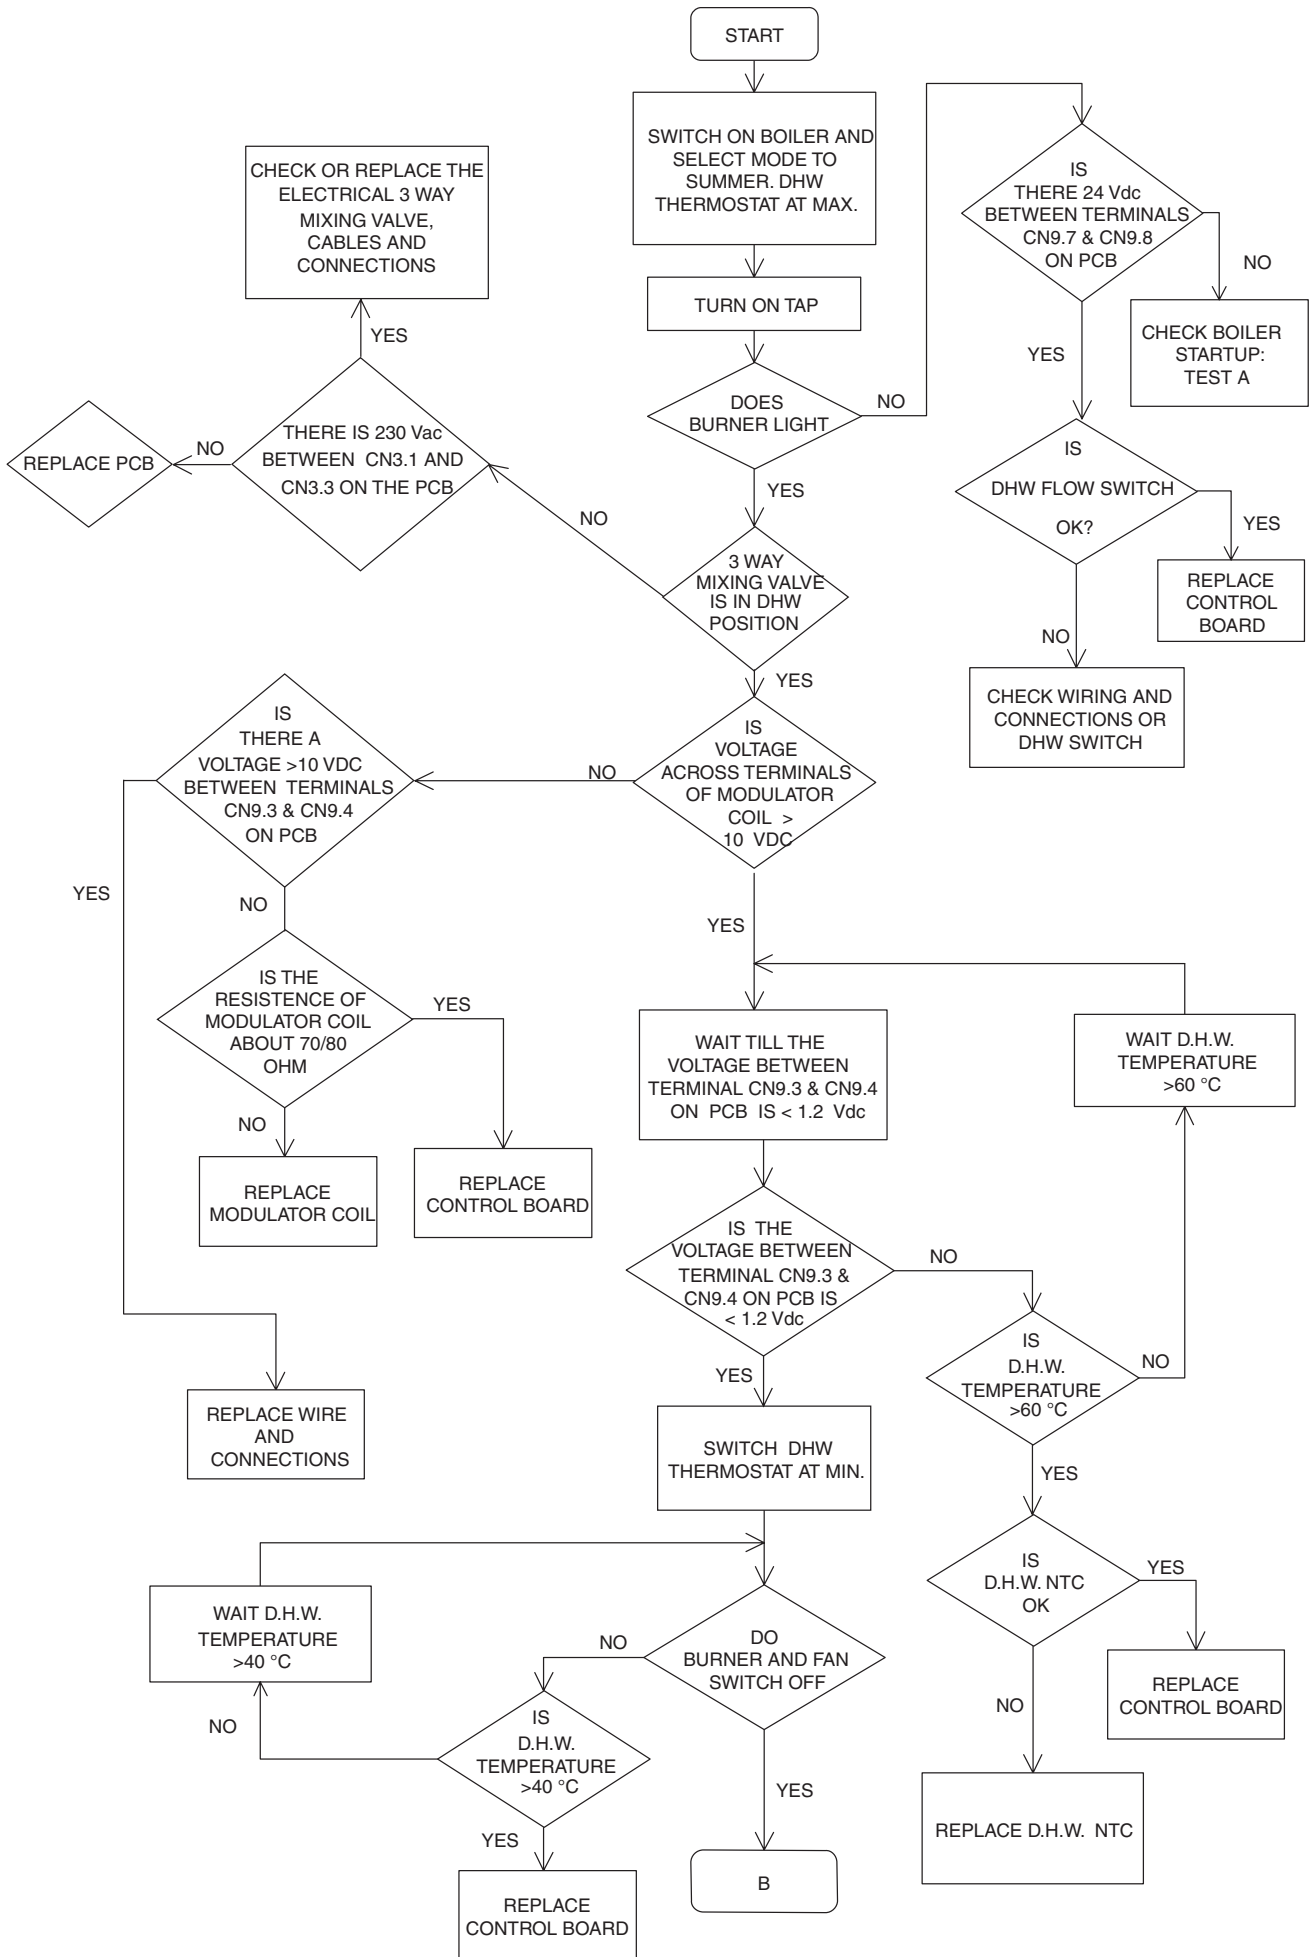 START
SWITCH ON BOILER AND
SELECT MODE TO
SUMMER. DHW
THERMOSTAT AT MAX.
TURN ON TAP
DOES
BURNER LIGHT
NO
YES
IS
THERE 24 Vdc
BETWEEN TERMINALS
CN9.7 & CN9.8
ON PCB
NO
CHECK BOILER
STARTUP:
TEST A
YES
IS
DHW FLOW SWITCH
OK?
YES
REPLACE
CONTROL
BOARD
NO
CHECK WIRING AND
CONNECTIONS OR
DHW SWITCH
3 WAY
MIXING VALVE
IS IN DHW
POSITION
NO
THERE IS 230 Vac
BETWEEN CN3.1 AND
CN3.3 ON THE PCB
YES
CHECK OR REPLACE THE
ELECTRICAL 3 WAY
MIXING VALVE,
CABLES AND
CONNECTIONS
NO
REPLACE PCB
YES
IS
VOLTAGE
ACROSS TERMINALS
OF MODULATOR
COIL >
10 VDC
NO
IS
THERE A
VOLTAGE >10 VDC
BETWEEN TERMINALS
CN9.3 & CN9.4
ON PCB
YES
NO
IS THE
RESISTENCE OF
MODULATOR COIL
ABOUT 70/80
OHM
YES
REPLACE
CONTROL BOARD
NO
REPLACE
MODULATOR COIL
REPLACE WIRE
AND
CONNECTIONS
YES
WAIT TILL THE
VOLTAGE BETWEEN
TERMINAL CN9.3 & CN9.4
ON PCB IS < 1.2 Vdc
WAIT D.H.W.
TEMPERATURE
>60 °C
IS THE
VOLTAGE BETWEEN
TERMINAL CN9.3 &
CN9.4 ON PCB IS
< 1.2 Vdc
NO
IS
D.H.W.
TEMPERATURE
>60 °C
NO
YES
IS
D.H.W. NTC
OK
YES
REPLACE
CONTROL BOARD
NO
REPLACE D.H.W. NTC
YES
SWITCH DHW
THERMOSTAT AT MIN.
DO
BURNER AND FAN
SWITCH OFF
NO
IS
D.H.W.
TEMPERATURE
>40 °C
NO
WAIT D.H.W.
TEMPERATURE
>40 °C
YES
REPLACE
CONTROL BOARD
YES
B